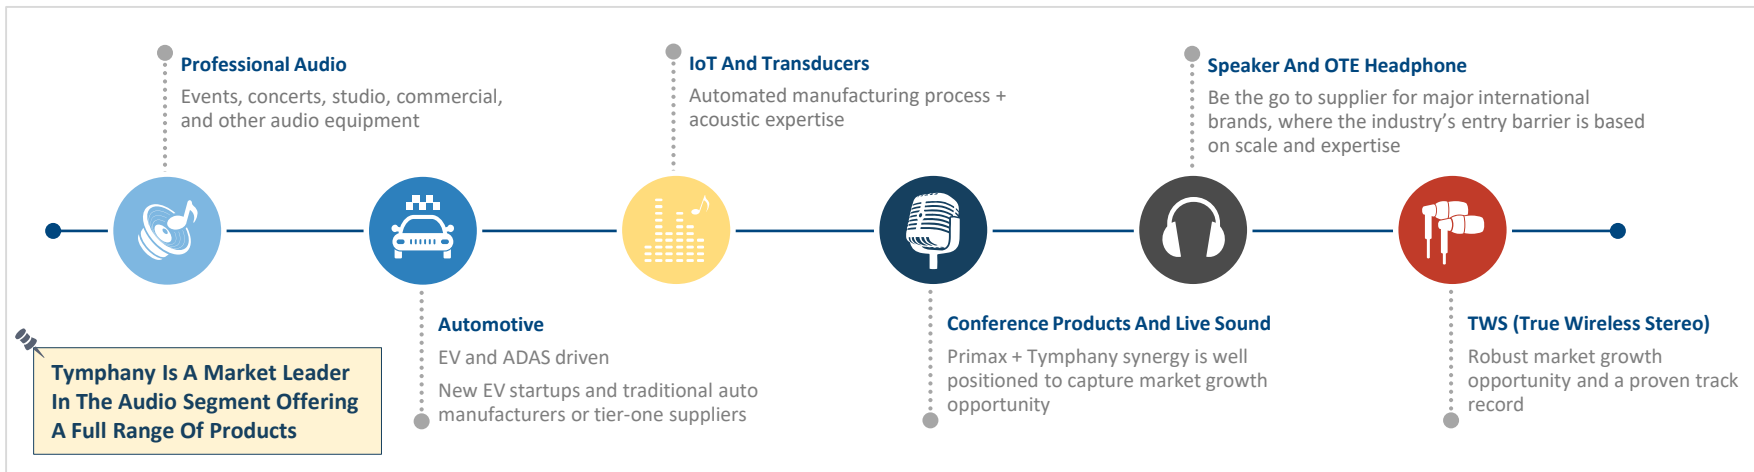 Professional Audio
Events, concerts, studio, commercial,
and other audio equipment
IoT And Transducers
Automated manufacturing process +
acoustic expertise
Speaker And OTE Headphone
Be the go to supplier for major international
brands, where the industry's entry barrier is based
on scale and expertise
Automotive
EV and ADAS driven
New EV startups and traditional auto
manufacturers or tier-one suppliers
Conference Products And Live Sound
Primax + Tymphany synergy is well
positioned to capture market growth
opportunity
TWS (True Wireless Stereo)
Robust market growth
opportunity and a proven track
record
Tymphany Is A Market Leader
In The Audio Segment Offering
A Full Range Of Products